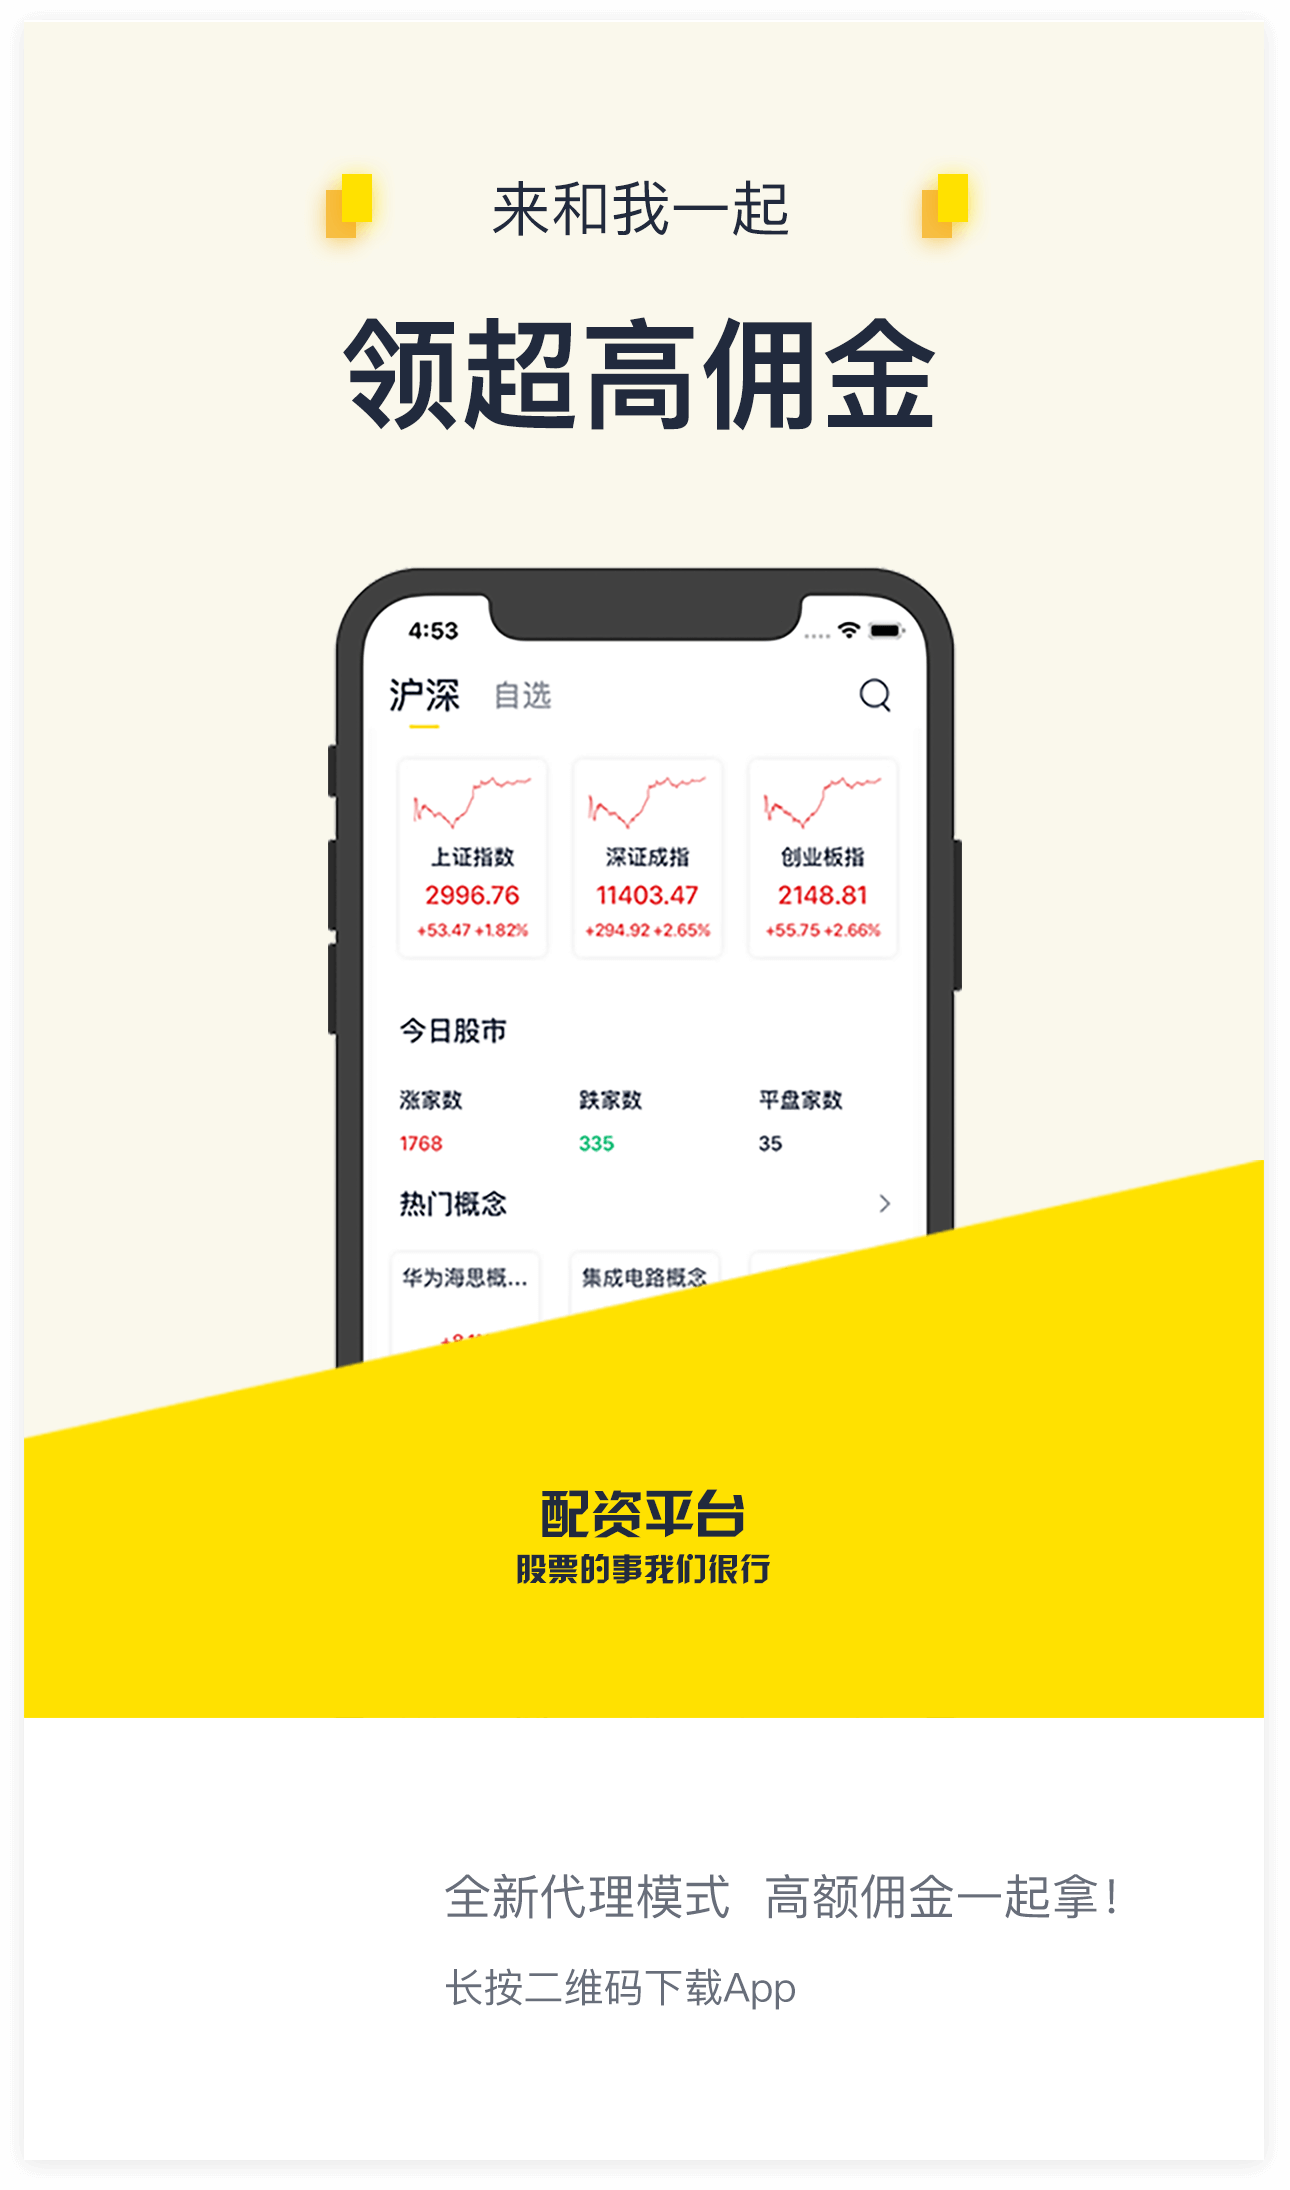 来和我一起
领超高佣金
4:53
沪深 自选
上证指数 深证成指 创业板指
2996.76 11403.47 2148.81
+53.47 +1.82% +294.92 +2.65% +55.75 +2.66%
今日股市
涨家数 跌家数 平盘家数
1768 335 35
热门概念
华为海思概... 集成电路概念
配资平台
股票的事我们很行
全新代理模式 高额佣金一起拿!
长按二维码下载App